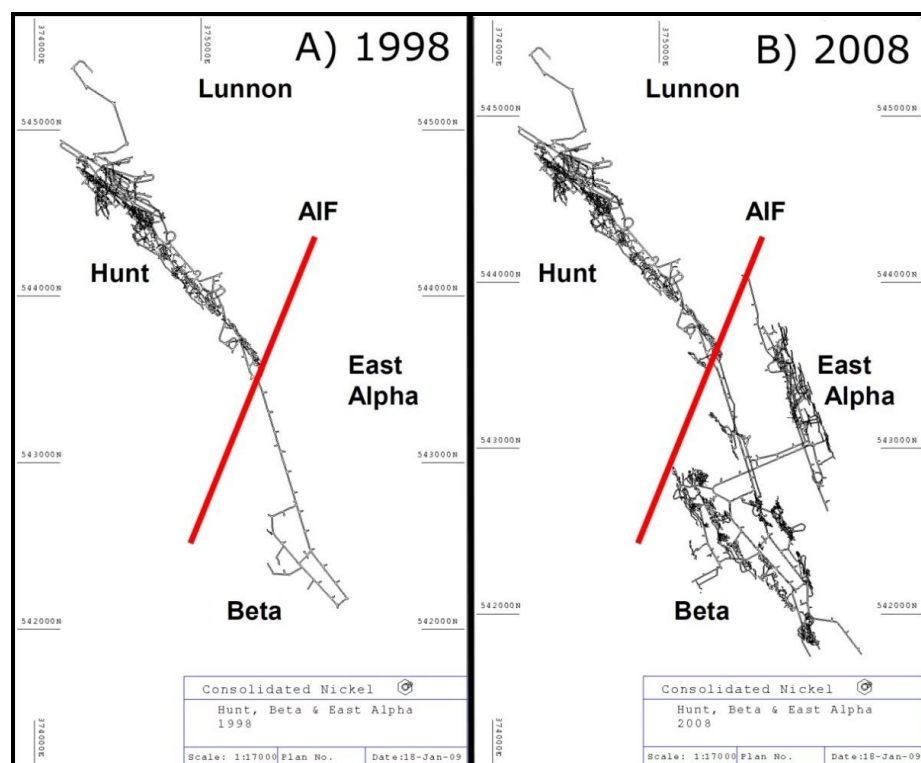 A) 1998
374000E
375000E
Lunnon
545000N
545000N
AIF
Hunt
544000N
544000N
East
Alpha
543000N
543000N
Beta
542000N
542000N
374000E
Consolidated Nickel
Hunt, Beta & East Alpha
1998
Scale: 1:17000 Plan No. Date:18-Jan-09
B) 2008
374000E
375000E
Lunnon
545000N
545000N
AIF
Hunt
544000N
544000N
East
Alpha
543000N
543000N
Beta
542000N
542000N
374000E
Consolidated Nickel
Hunt, Beta & East Alpha
2008
Scale: 1:17000 Plan No. Date:18-Jan-09